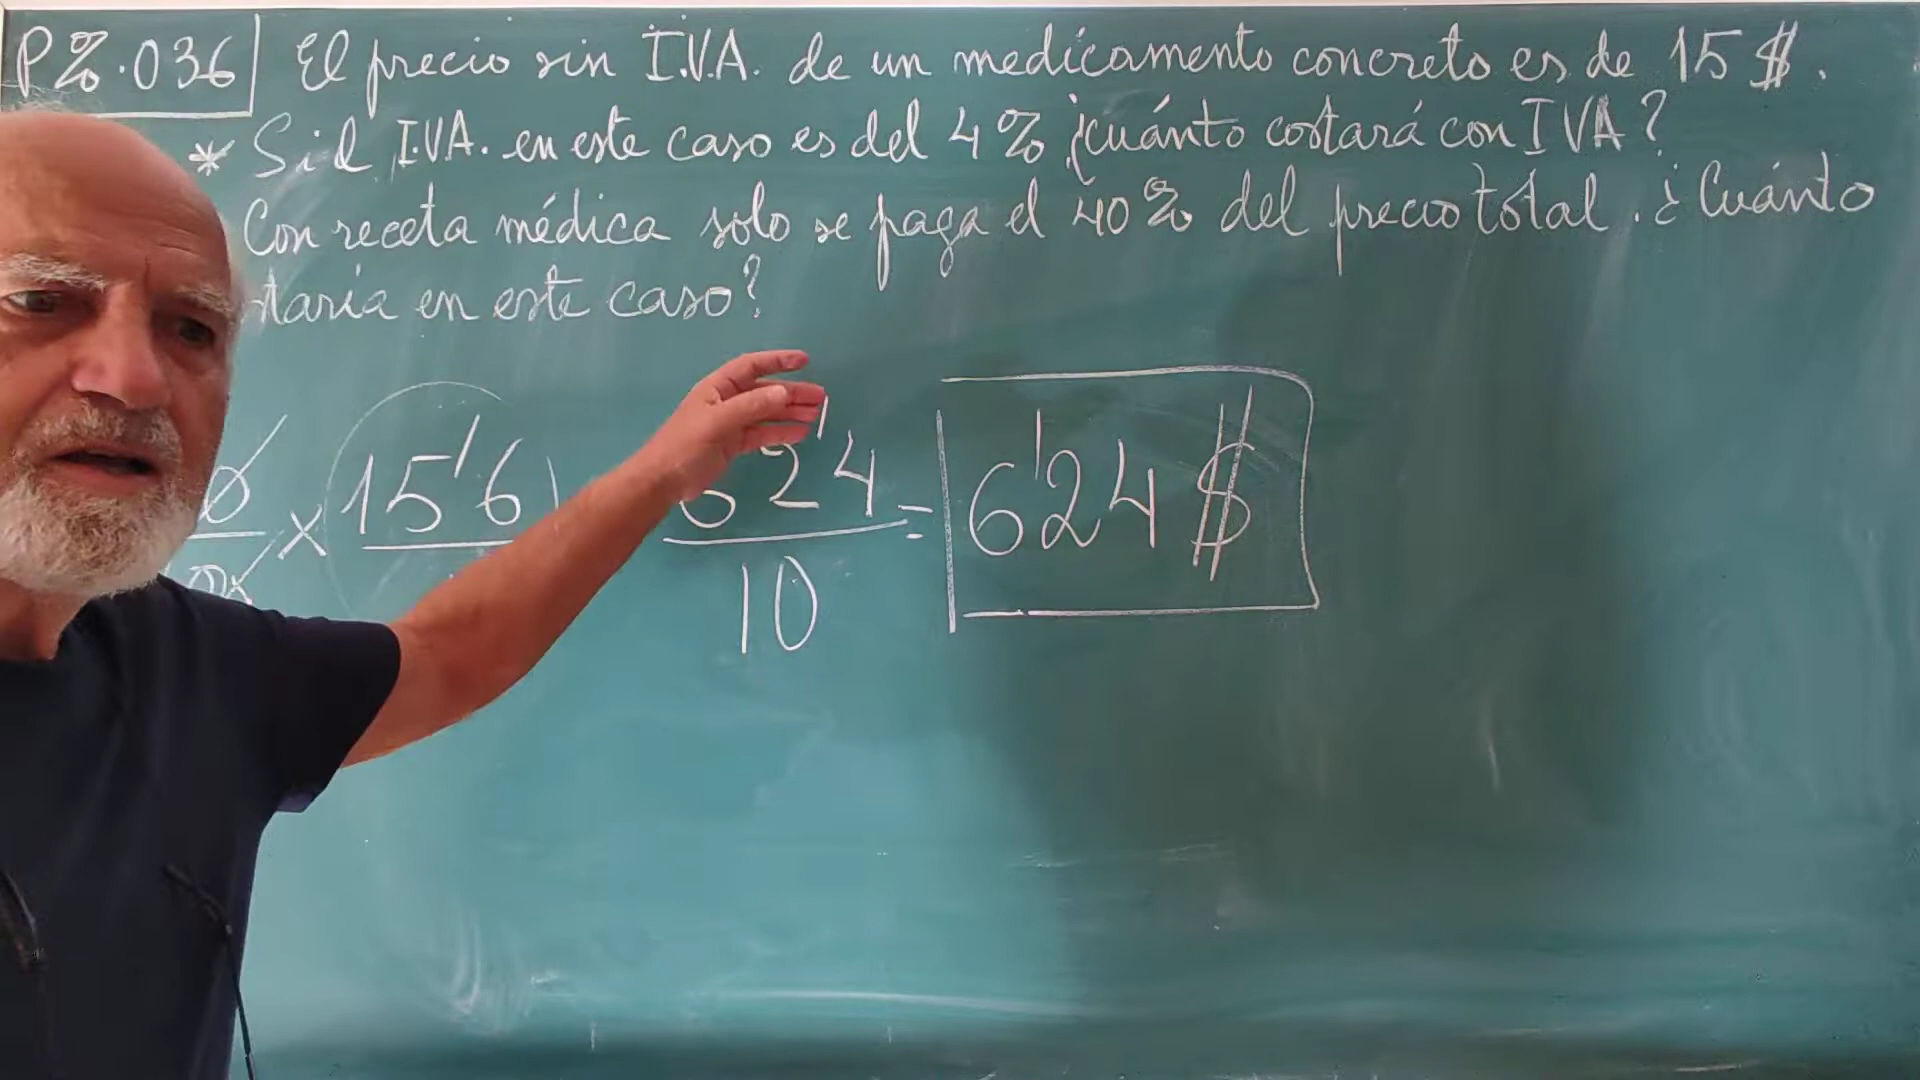 P%.036 El precio sin I.V.A. de un medicamento concreto es de 15 $.
* Si el I.V.A. en este caso es del 4% ¿cuánto costará con IVA?
Con receta médica solo se paga el 40% del precio total. ¿Cuánto
taría en este caso?
x 15'6 24 = 6'24 $
10